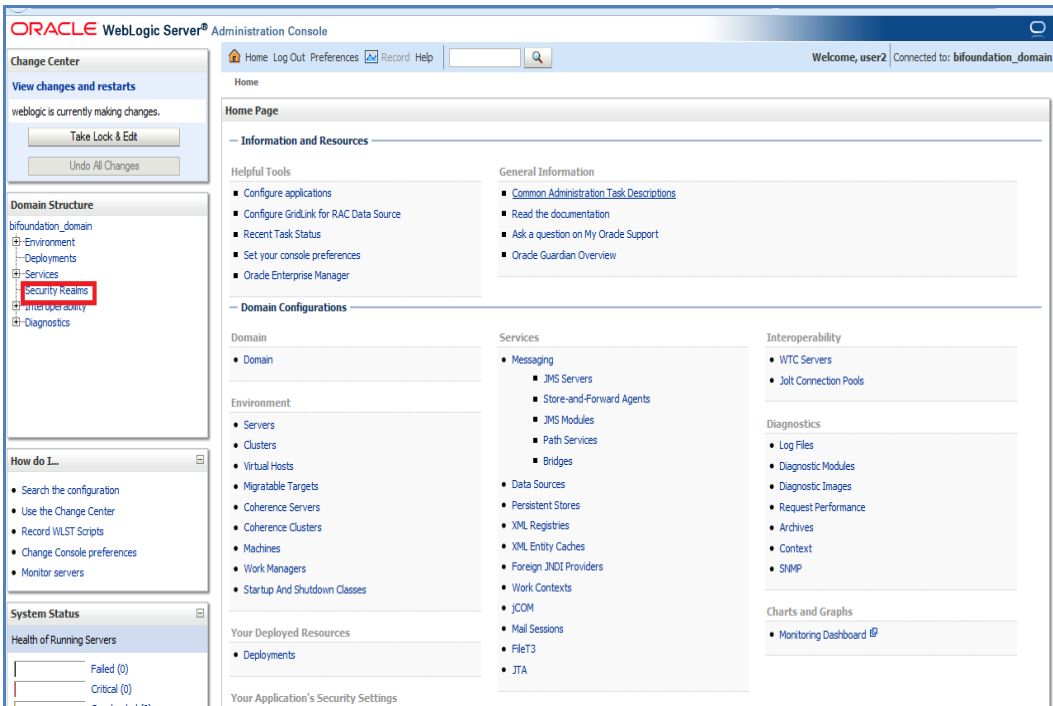 ORACLE WebLogic Server® Administration Console
Change Center
View changes and restarts
weblogic is currently making changes.
Take Lock & Edit
Undo All Changes
Domain Structure
bifoundation_domain
Environment
Deployments
Services
Security Realms
Interoperability
Diagnostics
How do I...
Search the configuration
Use the Change Center
Record WLST Scripts
Change Console preferences
Monitor servers
System Status
Health of Running Servers
Failed (0)
Critical (0)
Home Log Out Preferences Record Help
Welcome, user2 Connected to: bifoundation_domain
Home
Home Page
Information and Resources
Helpful Tools
Configure applications
Configure GridLink for RAC Data Source
Recent Task Status
Set your console preferences
Oracle Enterprise Manager
General Information
Common Administration Task Descriptions
Read the documentation
Ask a question on My Oracle Support
Oracle Guardian Overview
Domain Configurations
Domain
Domain
Environment
Servers
Clusters
Virtual Hosts
Migratable Targets
Coherence Servers
Coherence Clusters
Machines
Work Managers
Startup And Shutdown Classes
Your Deployed Resources
Deployments
Your Application's Security Settings
Services
Messaging
JMS Servers
Store-and-Forward Agents
JMS Modules
Path Services
Bridges
Data Sources
Persistent Stores
XML Registries
XML Entity Caches
Foreign JNDI Providers
Work Contexts
jCOM
Mail Sessions
FileT3
JTA
Interoperability
WTC Servers
Jolt Connection Pools
Diagnostics
Log Files
Diagnostic Modules
Diagnostic Images
Request Performance
Archives
Context
SNMP
Charts and Graphs
Monitoring Dashboard